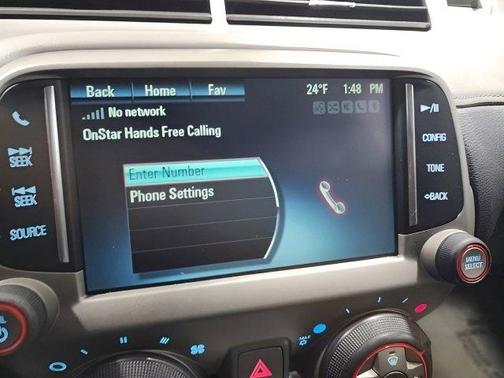 Back Home Fav 24°F 1:48 PM
No network
OnStar Hands Free Calling
Enter Number
Phone Settings
SEEK
SEEK
SOURCE
CONFIG
TONE
BACK
MENU
SELECT